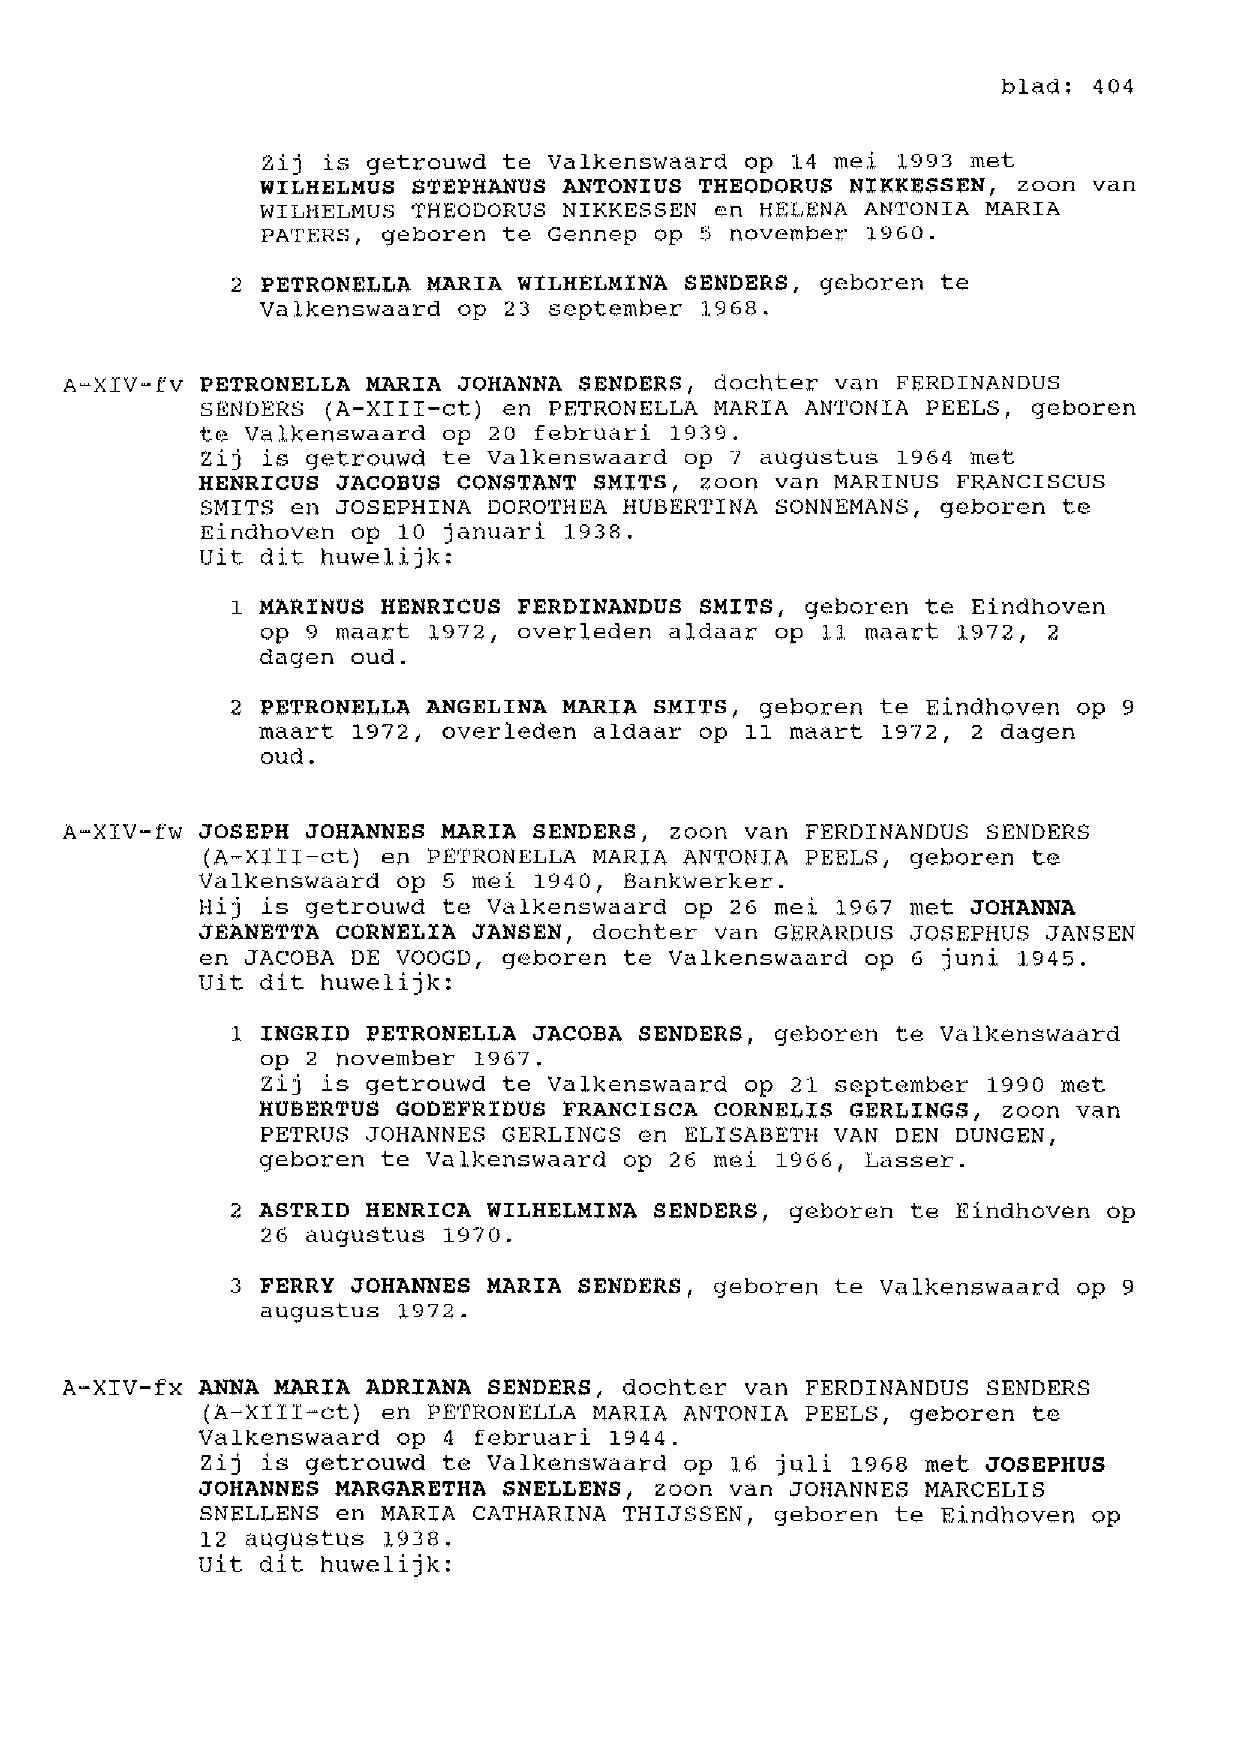 blad: 404
Zij is getrouwd te Valkenswaard op 14 mei 1993 met
WILHELMUS STEPHANUS ANTONIUS THEODORUS NIKKESSEN, zoon van
WILHELMUS THEODORUS NIKKESSEN en HELENA ANTONIA MARIA
PATERS, geboren te Gennep op 5 november 1960.
2 PETRONELLA MARIA WILHELMINA SENDERS, geboren te
Valkenswaard op 23 september 1968.
A-XIV-fv PETRONELLA MARIA JOHANNA SENDERS, dochter van FERDINANDUS
SENDERS (A-XIII-ct) en PETRONELLA MARIA ANTONIA PEELS, geboren
te Valkenswaard op 20 februari 1939.
Zij is getrouwd te Valkenswaard op 7 augustus 1964 met
HENRICUS JACOBUS CONSTANT SMITS, zoon van MARINUS FRANCISCUS
SMITS en JOSEPHINA DOROTHEA HUBERTINA SONNEMANS, geboren te
Eindhoven op 10 januari 1938.
Uit dit huwelijk:
1 MARINUS HENRICUS FERDINANDUS SMITS, geboren te Eindhoven
op 9 maart 1972, overleden aldaar op 11 maart 1972, 2
dagen oud.
2 PETRONELLA ANGELINA MARIA SMITS, geboren te Eindhoven op 9
maart 1972, overleden aldaar op 11 maart 1972, 2 dagen
oud.
A-XIV-fw JOSEPH JOHANNES MARIA SENDERS, zoon van FERDINANDUS SENDERS
(A-XIII-ct) en PETRONELLA MARIA ANTONIA PEELS, geboren te
Valkenswaard op 5 mei 1940, Bankwerker.
Hij is getrouwd te Valkenswaard op 26 mei 1967 met JOHANNA
JEANETTA CORNELIA JANSEN, dochter van GERARDUS JOSEPHUS JANSEN
en JACOBA DE VOOGD, geboren te Valkenswaard op 6 juni 1945.
Uit dit huwelijk:
1 INGRID PETRONELLA JACOBA SENDERS, geboren te Valkenswaard
op 2 november 1967.
Zij is getrouwd te Valkenswaard op 21 september 1990 met
HUBERTUS GODEFRIDUS FRANCISCA CORNELIS GERLINGS, zoon van
PETRUS JOHANNES GERLINGS en ELISABETH VAN DEN DUNGEN,
geboren te Valkenswaard op 26 mei 1966, Lasser.
2 ASTRID HENRICA WILHELMINA SENDERS, geboren te Eindhoven op
26 augustus 1970.
3 FERRY JOHANNES MARIA SENDERS, geboren te Valkenswaard op 9
augustus 1972.
A-XIV-fx ANNA MARIA ADRIANA SENDERS, dochter van FERDINANDUS SENDERS
(A-XIII-ct) en PETRONELLA MARIA ANTONIA PEELS, geboren te
Valkenswaard op 4 februari 1944.
Zij is getrouwd te Valkenswaard op 16 juli 1968 met JOSEPHUS
JOHANNES MARGARETHA SNELLENS, zoon van JOHANNES MARCELIS
SNELLENS en MARIA CATHARINA THIJSSEN, geboren te Eindhoven op
12 augustus 1938.
Uit dit huwelijk: